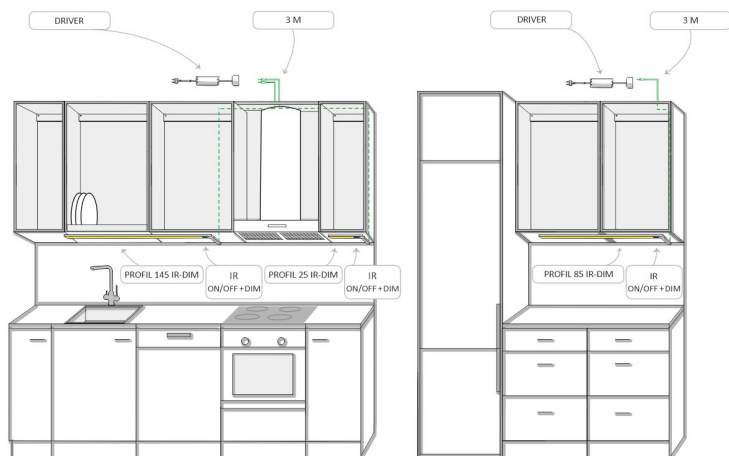 DRIVER
3 M
PROFIL 145 IR-DIM
IR
ON/OFF+DIM
PROFIL 25 IR-DIM
IR
ON/OFF+DIM
DRIVER
3 M
PROFIL 85 IR-DIM
IR
ON/OFF+DIM